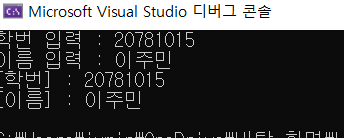 Microsoft Visual Studio 디버그 콘솔
학번 입력 : 20781015
이름 입력 : 이주민
[학번] : 20781015
[이름] : 이주민